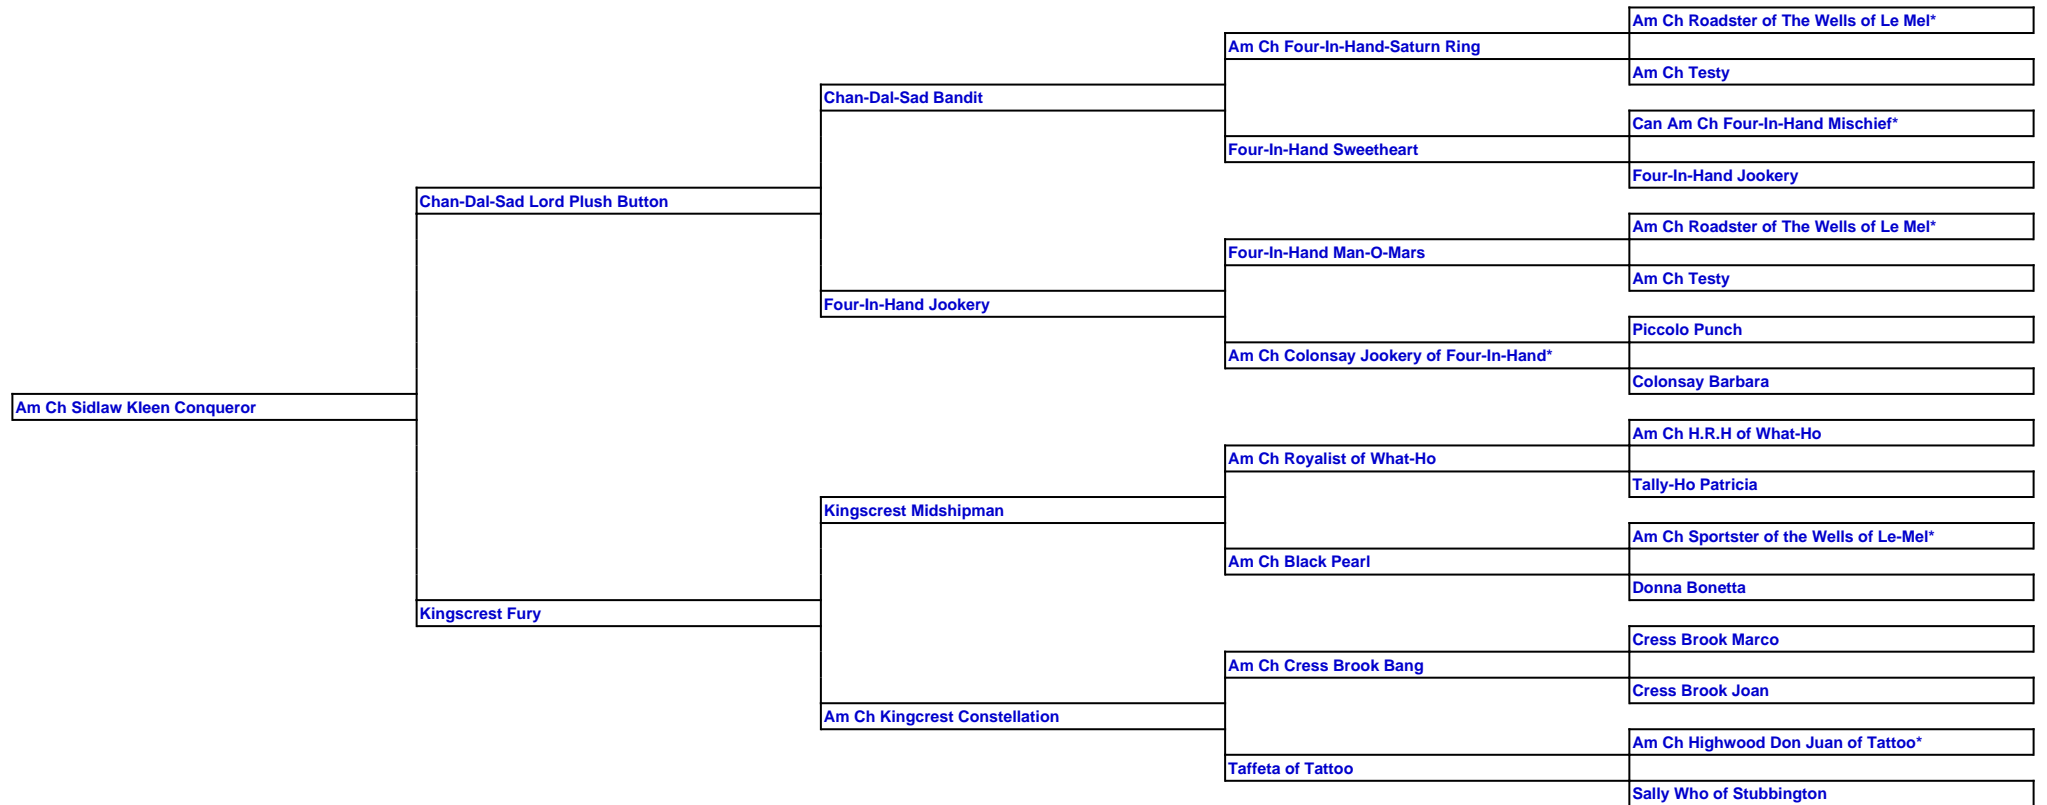 Am Ch Roadster of The Wells of Le Mel*
Am Ch Four-In-Hand-Saturn Ring
Am Ch Testy
Chan-Dal-Sad Bandit
Can Am Ch Four-In-Hand Mischief*
Four-In-Hand Sweetheart
Four-In-Hand Jookery
Chan-Dal-Sad Lord Plush Button
Am Ch Roadster of The Wells of Le Mel*
Four-In-Hand Man-O-Mars
Am Ch Testy
Four-In-Hand Jookery
Piccolo Punch
Am Ch Colonsay Jookery of Four-In-Hand*
Colonsay Barbara
Am Ch Sidlaw Kleen Conqueror
Am Ch H.R.H of What-Ho
Am Ch Royalist of What-Ho
Tally-Ho Patricia
Kingscrest Midshipman
Am Ch Sportster of the Wells of Le-Mel*
Am Ch Black Pearl
Donna Bonetta
Kingscrest Fury
Cress Brook Marco
Am Ch Cress Brook Bang
Cress Brook Joan
Am Ch Kingcrest Constellation
Am Ch Highwood Don Juan of Tattoo*
Taffeta of Tattoo
Sally Who of Stubbington